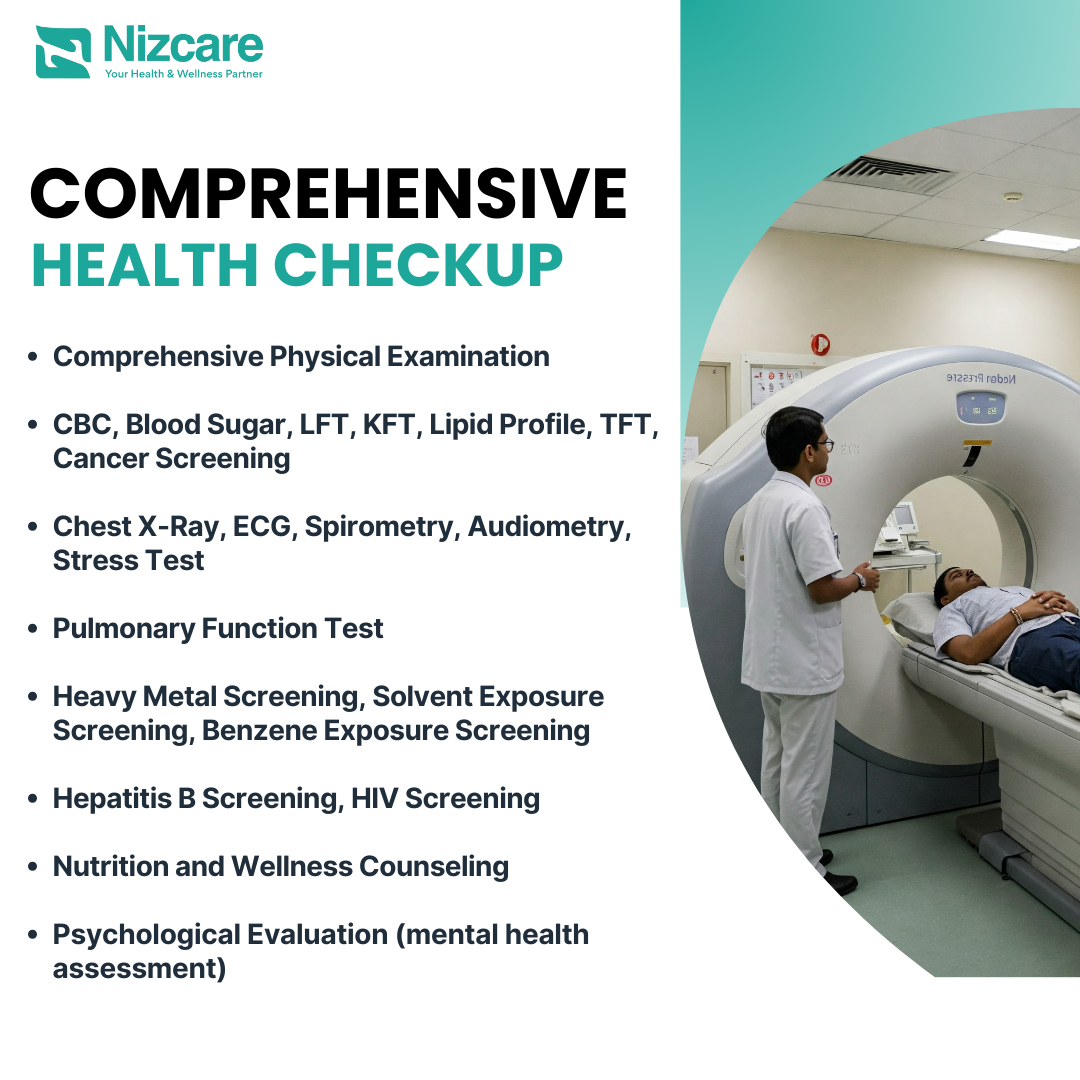 Nizcare
Your Health & Wellness Partner
COMPREHENSIVE
HEALTH CHECKUP
• Comprehensive Physical Examination
• CBC, Blood Sugar, LFT, KFT, Lipid Profile, TFT,
Cancer Screening
• Chest X-Ray, ECG, Spirometry, Audiometry,
Stress Test
• Pulmonary Function Test
• Heavy Metal Screening, Solvent Exposure
Screening, Benzene Exposure Screening
• Hepatitis B Screening, HIV Screening
• Nutrition and Wellness Counseling
• Psychological Evaluation (mental health
assessment)